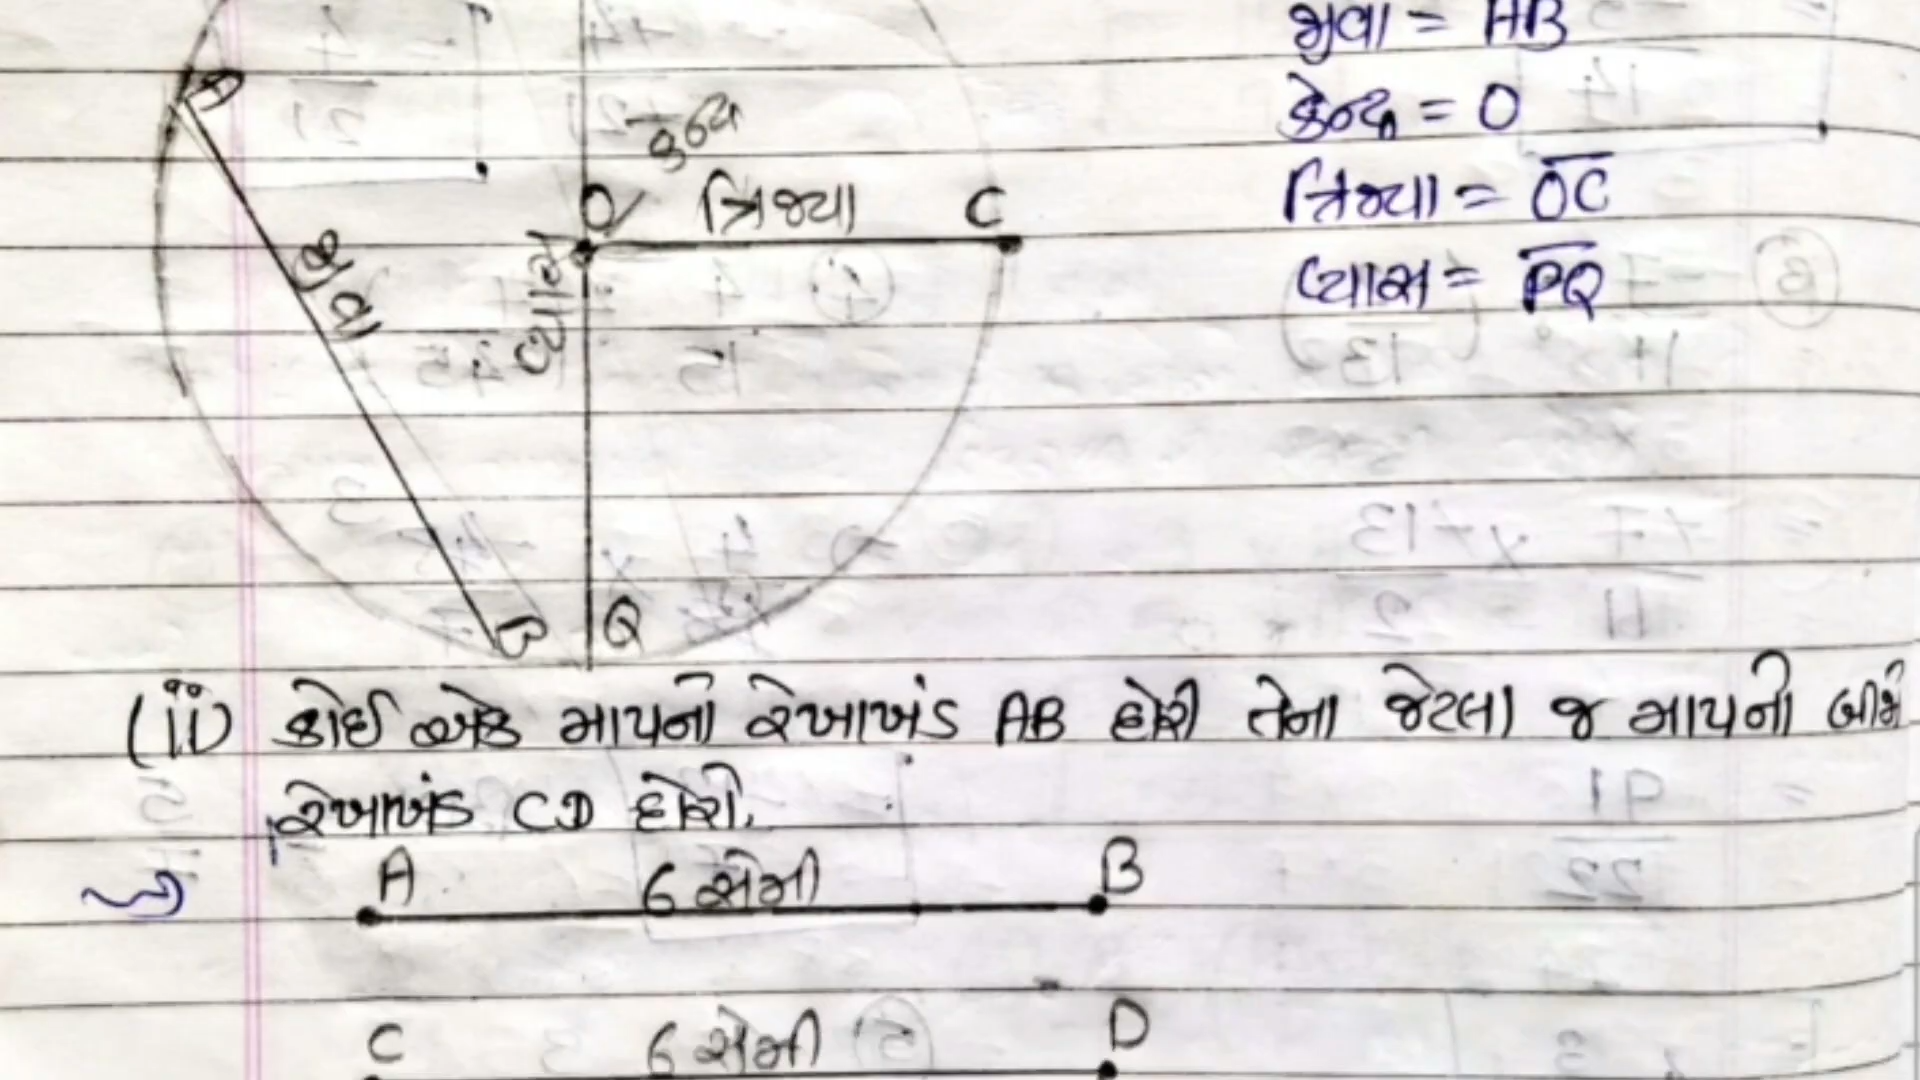 જીવા = AB
કેન્દ્ર = O
ત્રિજ્યા = OC
વ્યાસ = PQ
A
કેન્દ્ર
O ત્રિજ્યા C
જીવા
વ્યાસ
B Q
(ii) કોઈ એક માપનો રેખાખંડ AB દોરી તેના જેટલા જ માપનો બીજો
રેખાખંડ CD દોરો.
A 6 સેમી B
C 6 સેમી D